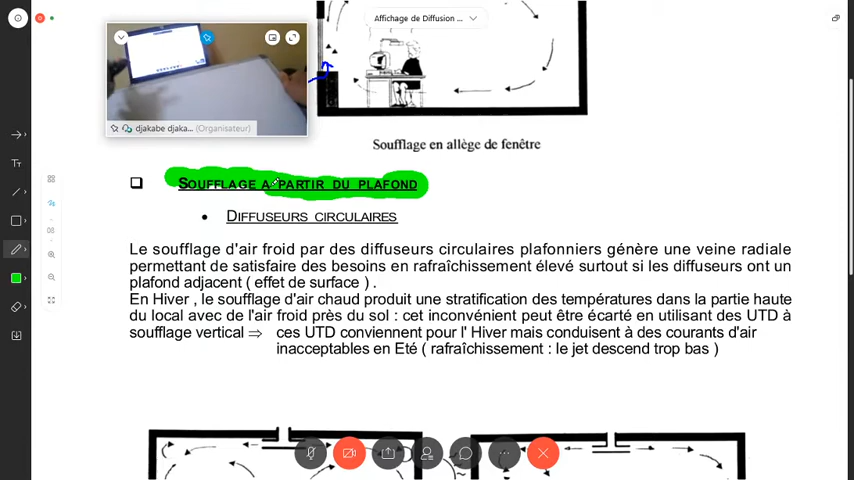 Affichage de Diffusion ...
djakabe djaka... (Organisateur)
Soufflage en allège de fenêtre
SOUFFLAGE A PARTIR DU PLAFOND
• DIFFUSEURS CIRCULAIRES
Le soufflage d'air froid par des diffuseurs circulaires plafonniers génère une veine radiale
permettant de satisfaire des besoins en rafraîchissement élevé surtout si les diffuseurs ont un
plafond adjacent ( effet de surface ) .
En Hiver , le soufflage d'air chaud produit une stratification des températures dans la partie haute
du local avec de l'air froid près du sol : cet inconvénient peut être écarté en utilisant des UTD à
soufflage vertical ⇒ ces UTD conviennent pour l' Hiver mais conduisent à des courants d'air
inacceptables en Eté ( rafraîchissement : le jet descend trop bas )